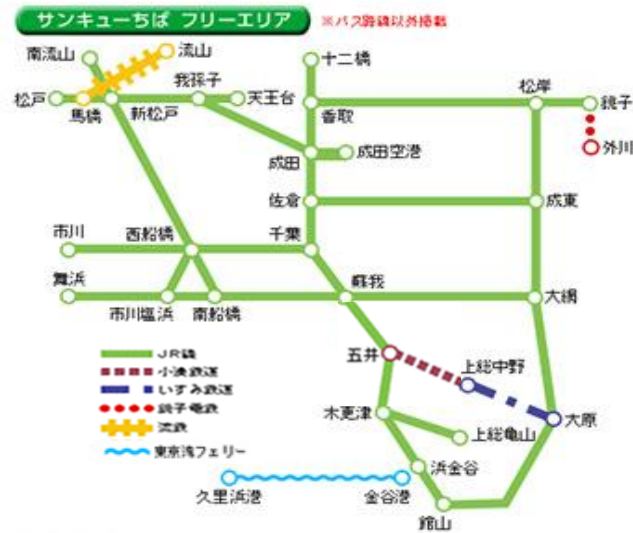 サンキューちば フリーエリア
※バス路線以外掲載
南流山
流山
十二橋
松戸
馬橋
新松戸
我孫子
天王台
香取
松岸
銚子
成田
成田空港
外川
佐倉
成東
市川
西船橋
千葉
舞浜
市川塩浜
南船橋
蘇我
大網
五井
上総中野
JR線
小湊鉄道
いすみ鉄道
銚子電鉄
流鉄
東京湾フェリー
木更津
上総亀山
大原
浜金谷
久里浜港
金谷港
館山